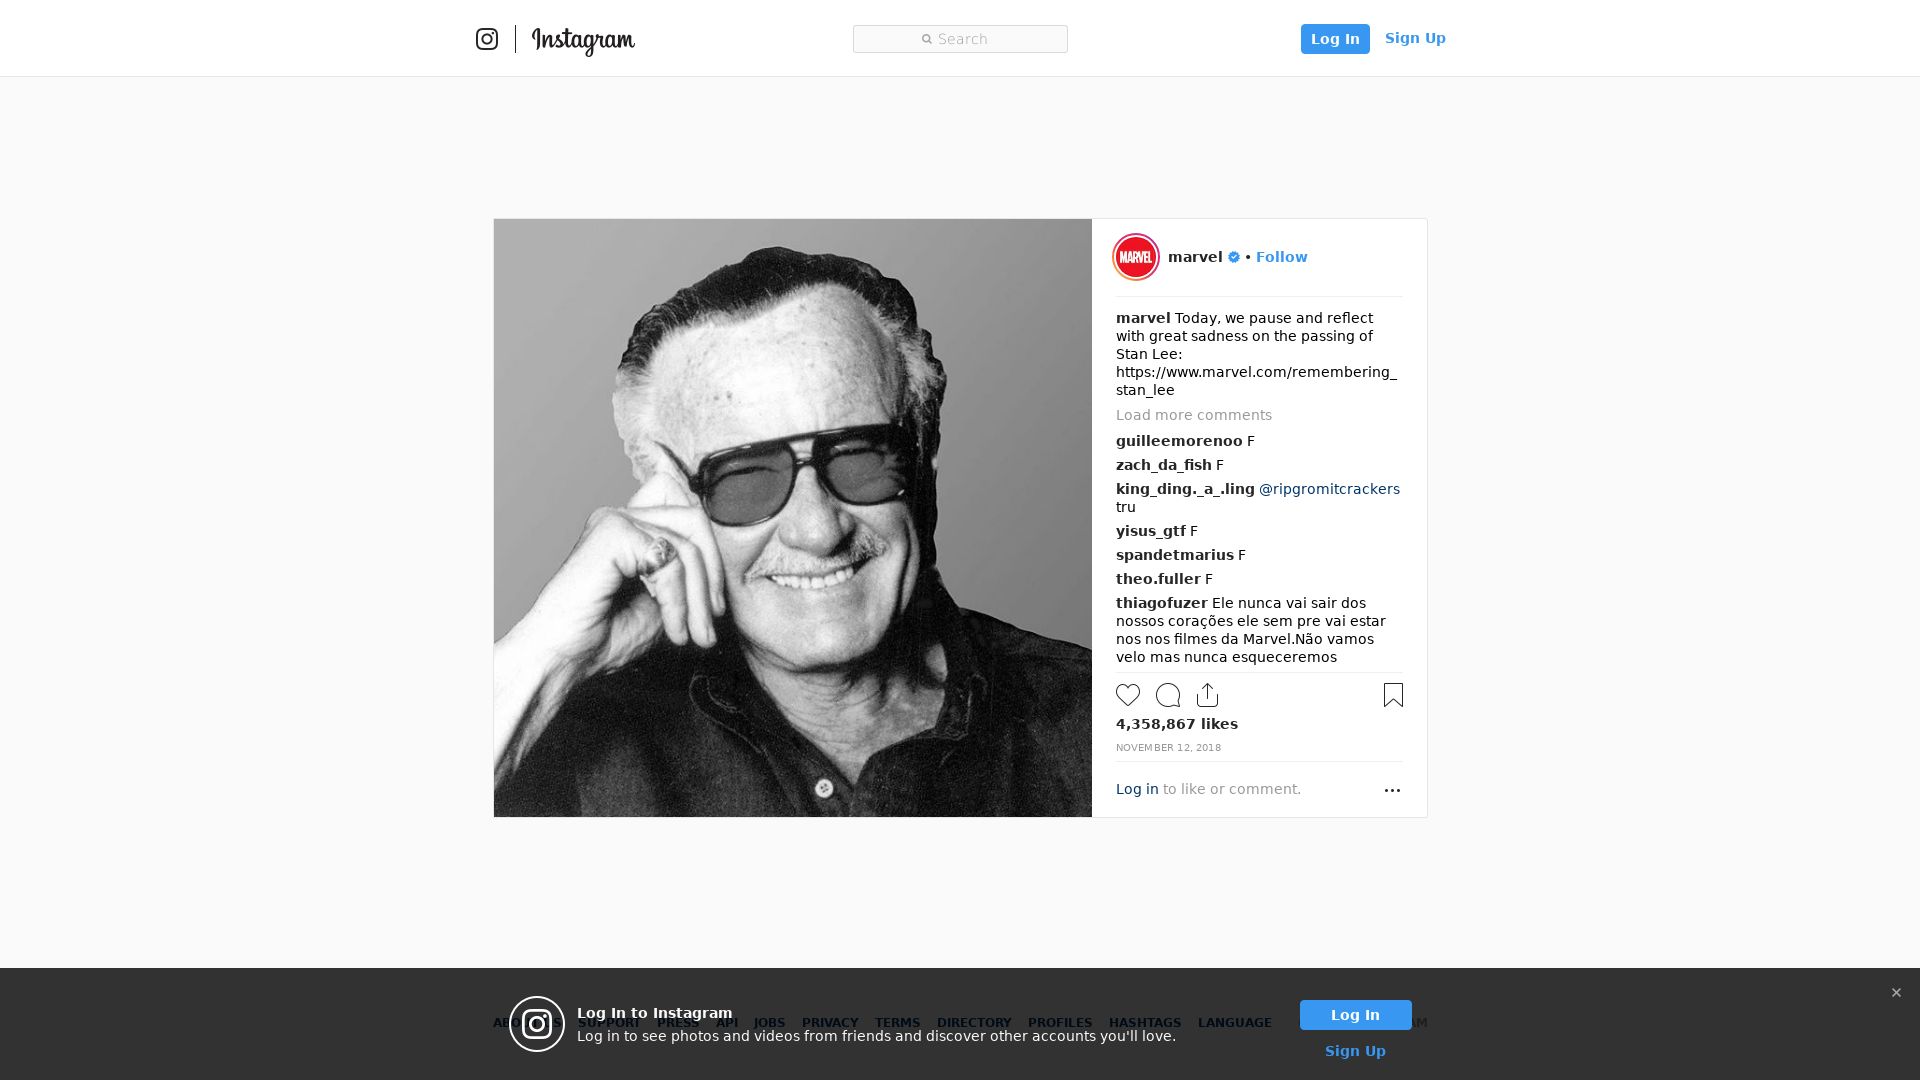 Instagram
Search
Log In
Sign Up
MARVEL
marvel • Follow
marvel Today, we pause and reflect
with great sadness on the passing of
Stan Lee:
https://www.marvel.com/remembering_
stan_lee
Load more comments
guilleemorenoo F
zach_da_fish F
king_ding._a_.ling @ripgromitcrackers
tru
yisus_gtf F
spandetmarius F
theo.fuller F
thiagofuzer Ele nunca vai sair dos
nossos corações ele sem pre vai estar
nos nos filmes da Marvel.Não vamos
velo mas nunca esqueceremos
4,358,867 likes
NOVEMBER 12, 2018
Log in to like or comment.
Log In to Instagram
SUPPORT PRESS API JOBS PRIVACY TERMS DIRECTORY PROFILES HASHTAGS LANGUAGE
Log in to see photos and videos from friends and discover other accounts you'll love.
Log In
Sign Up